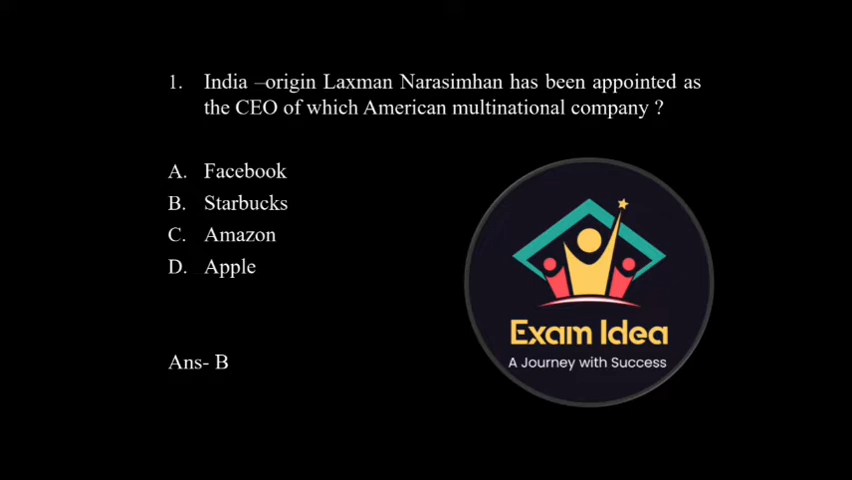 1. India –origin Laxman Narasimhan has been appointed as
the CEO of which American multinational company ?
A. Facebook
B. Starbucks
C. Amazon
D. Apple
Ans- B
Exam Idea
A Journey with Success